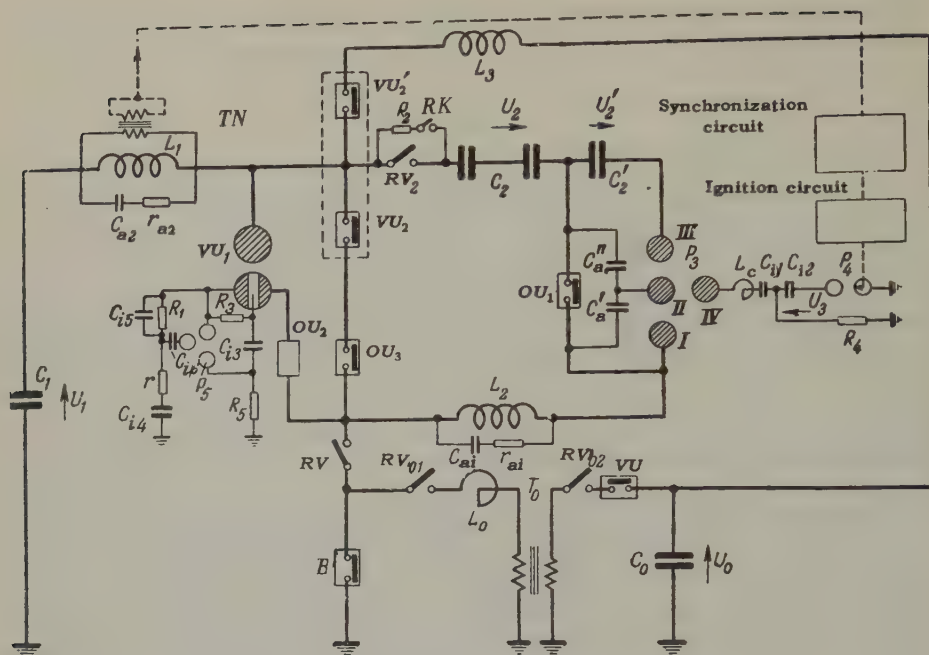 L3
VU2'
TN
R2 RK
U2
U2'
Synchronization
circuit
L1
RV2
C2
C2'
Ignition circuit
Ca2
ra2
VU2
III
P3
VU1
Ca"
Lc
Ci1
Ci2
P4
OU1
II
IV
Ca'
U3
Ci5
R1
R3
OU2
I
R4
Ci3
OU3
P5
C1
U1
r
R5
L2
Ci4
Cai
rai
RV
RV01
RV02
VU
T0
L0
B
C0
U0